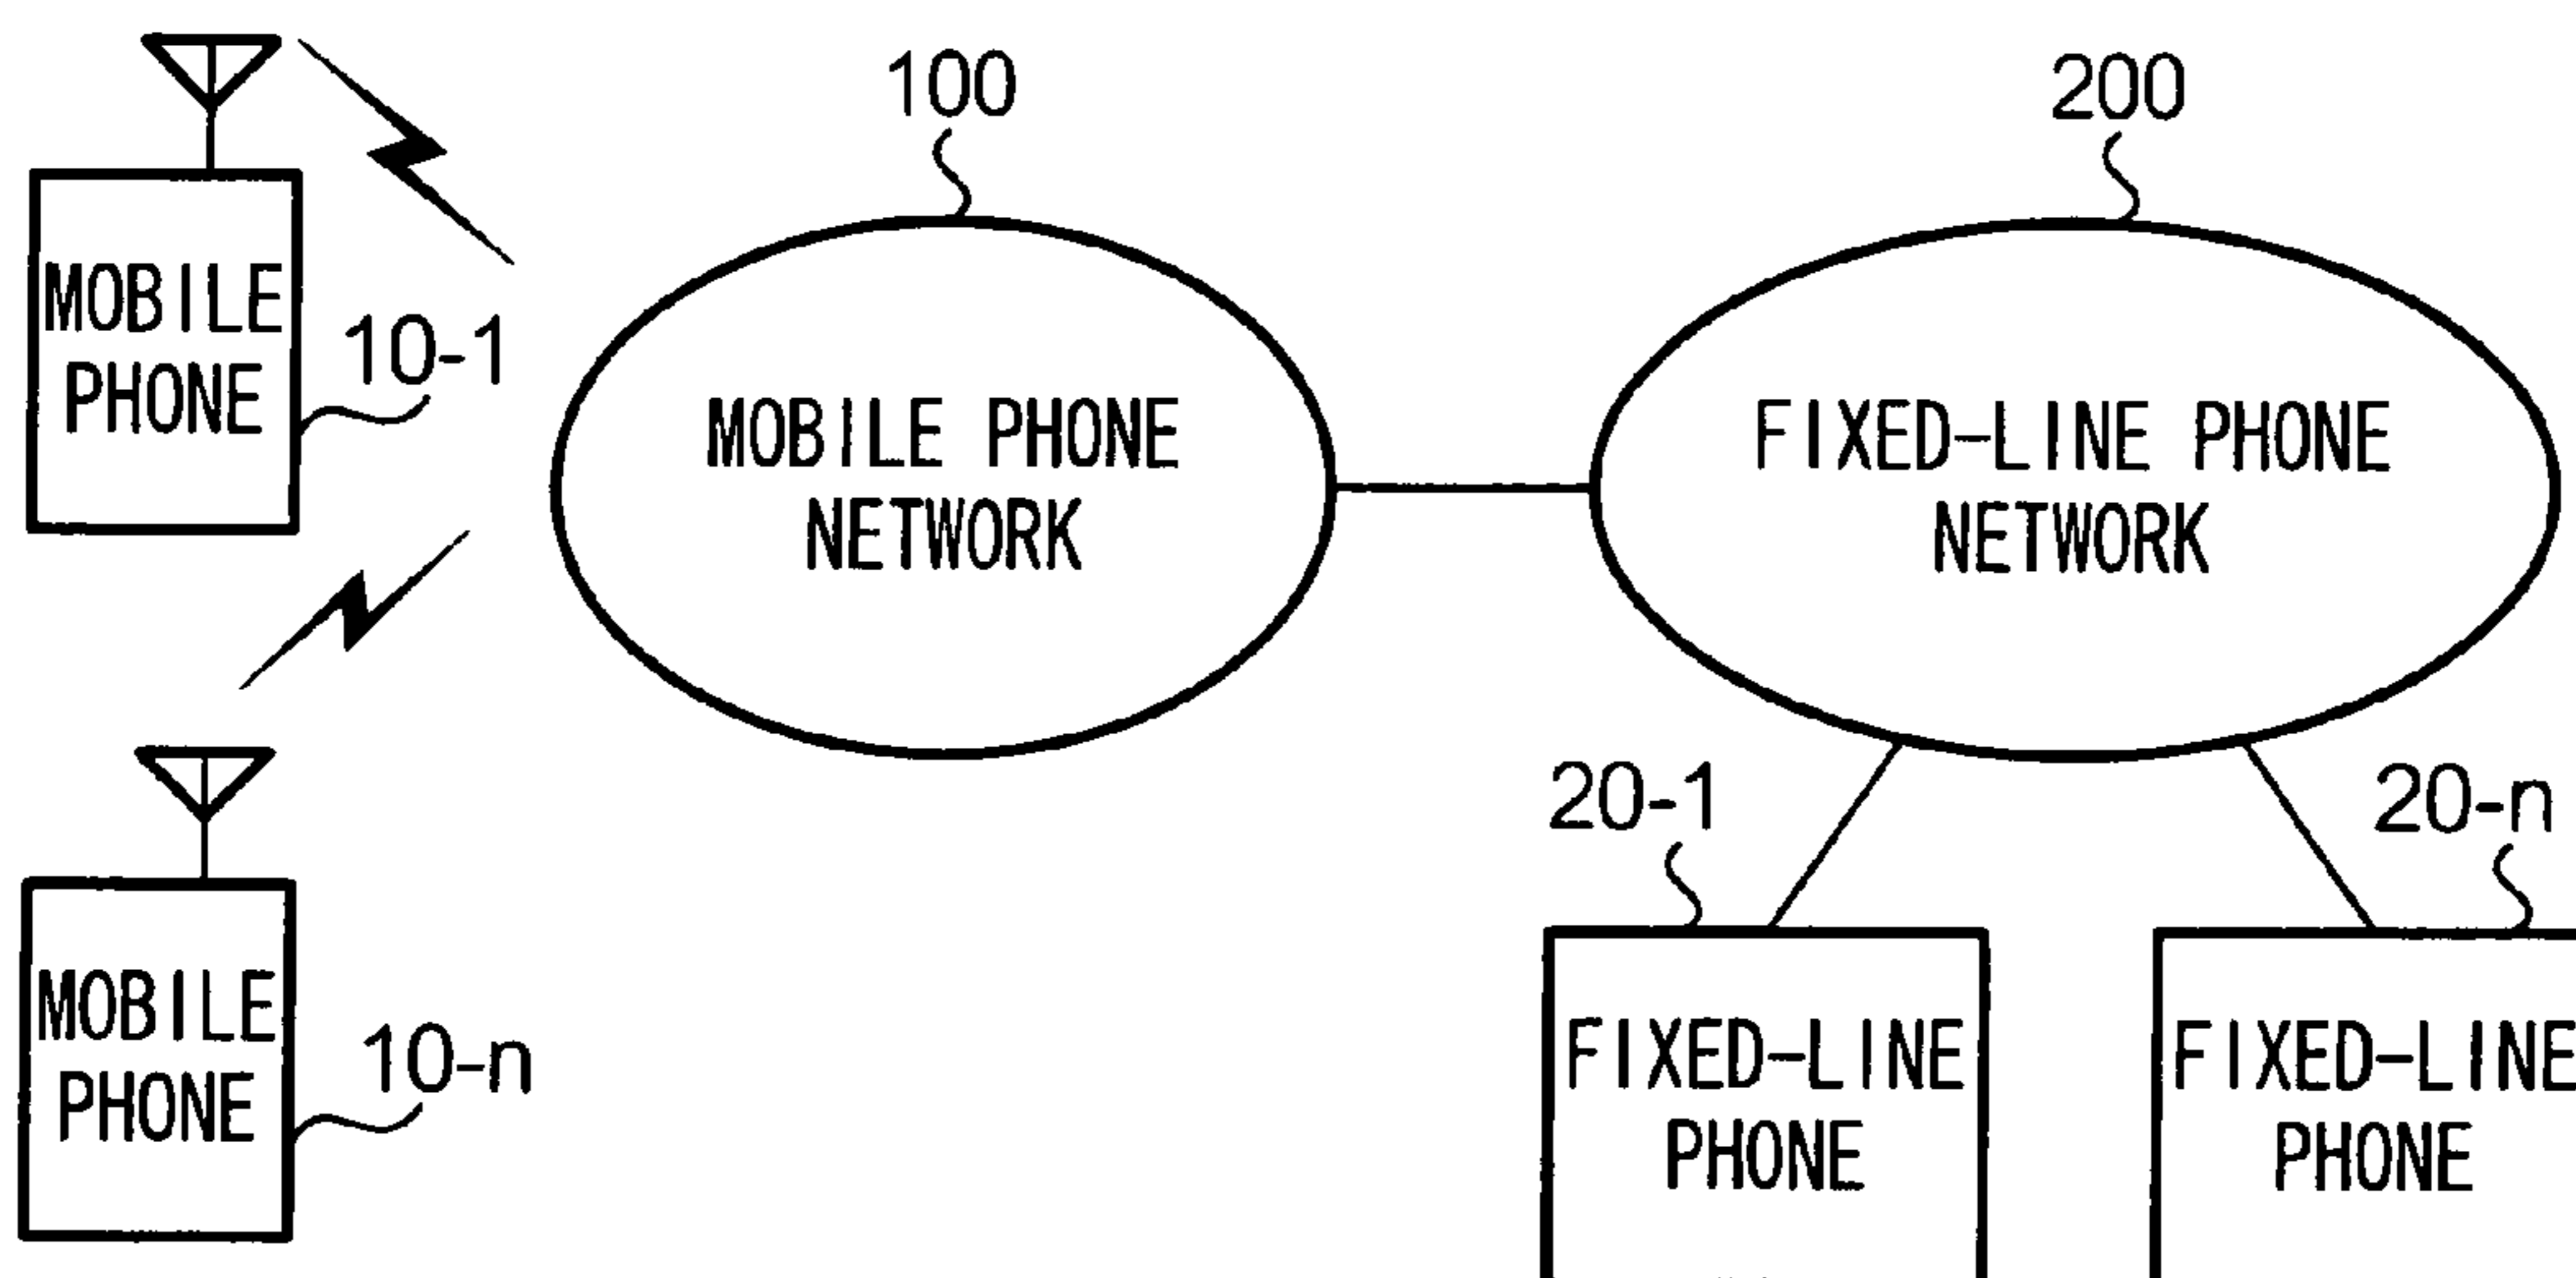 100
200
MOBILE
PHONE
10-1
MOBILE PHONE
NETWORK
FIXED-LINE PHONE
NETWORK
20-1
20-n
MOBILE
PHONE
10-n
FIXED-LINE
PHONE
FIXED-LINE
PHONE